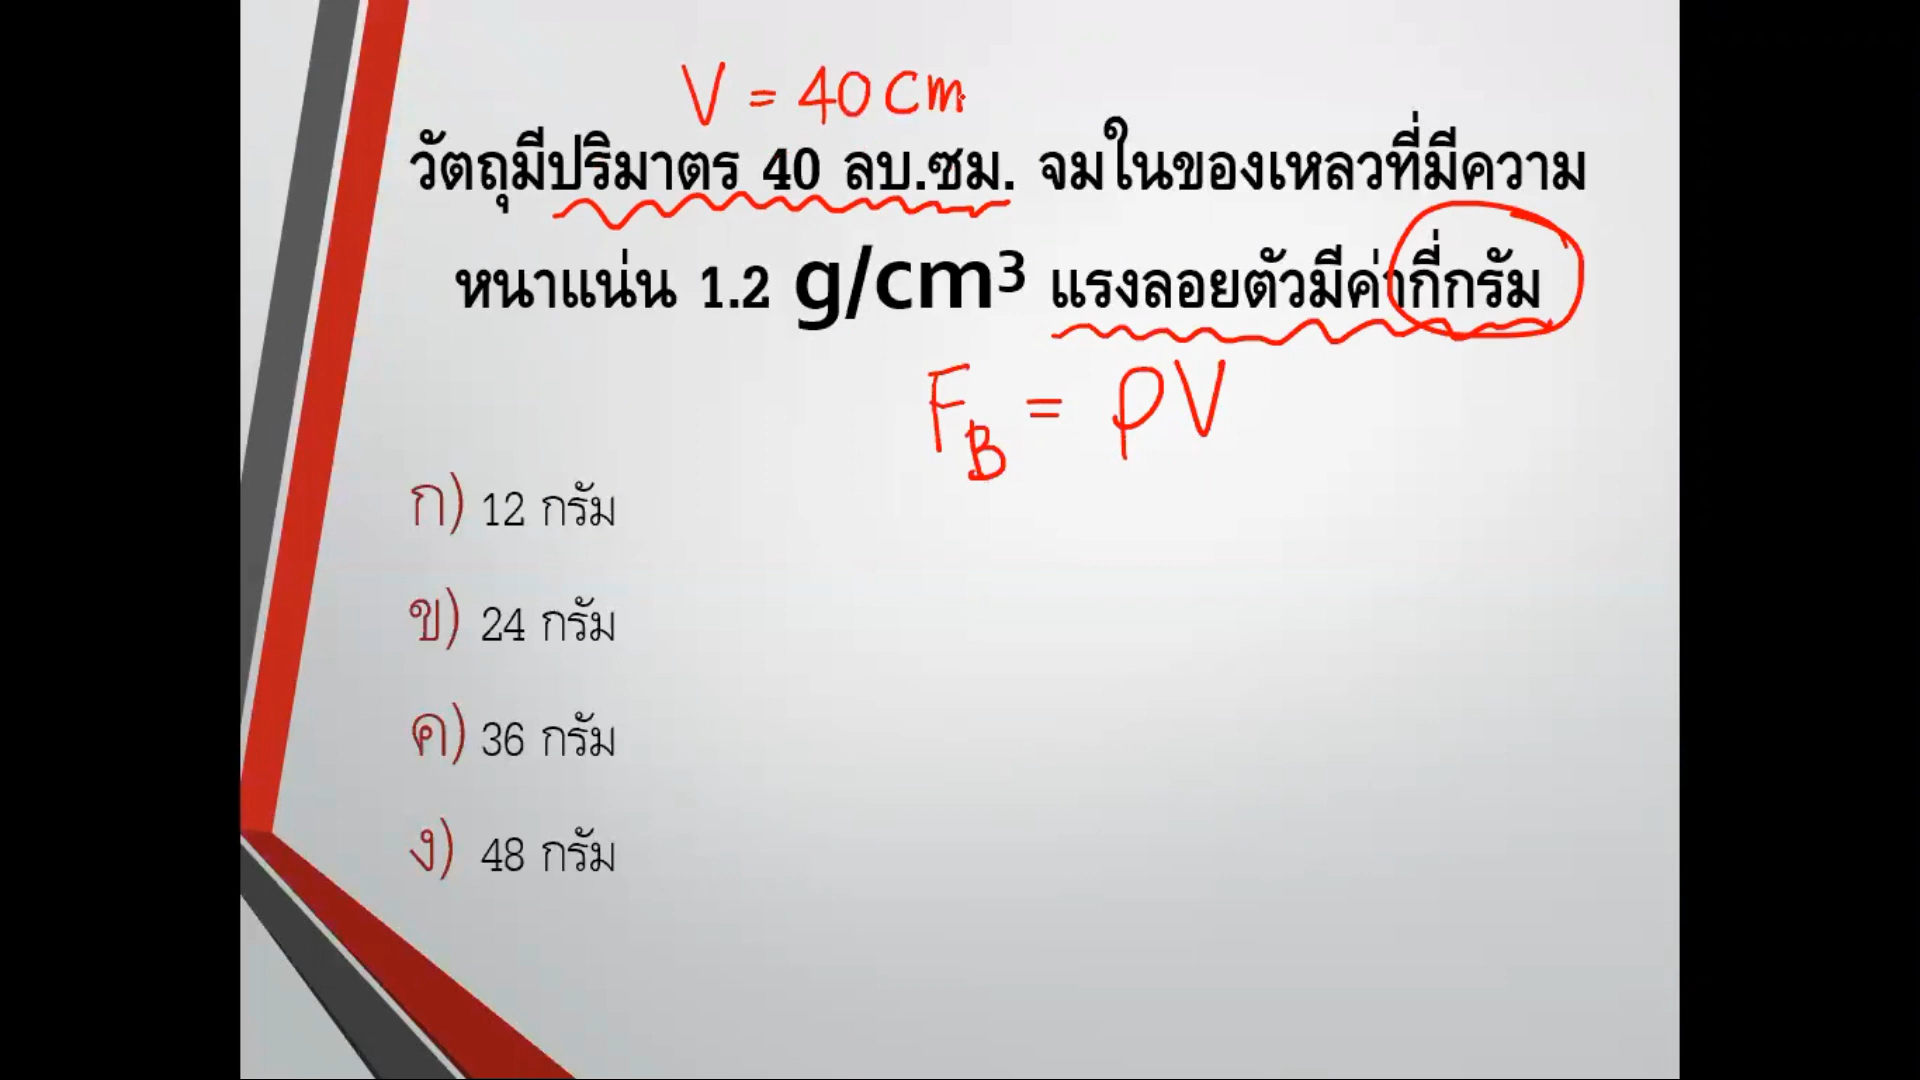 V = 40 cm
วัตถุมีปริมาตร 40 ลบ.ซม. จมในของเหลวที่มีความ
หนาแน่น 1.2 g/cm³ แรงลอยตัวมีค่ากี่กรัม
F_B = ρV
ก) 12 กรัม
ข) 24 กรัม
ค) 36 กรัม
ง) 48 กรัม